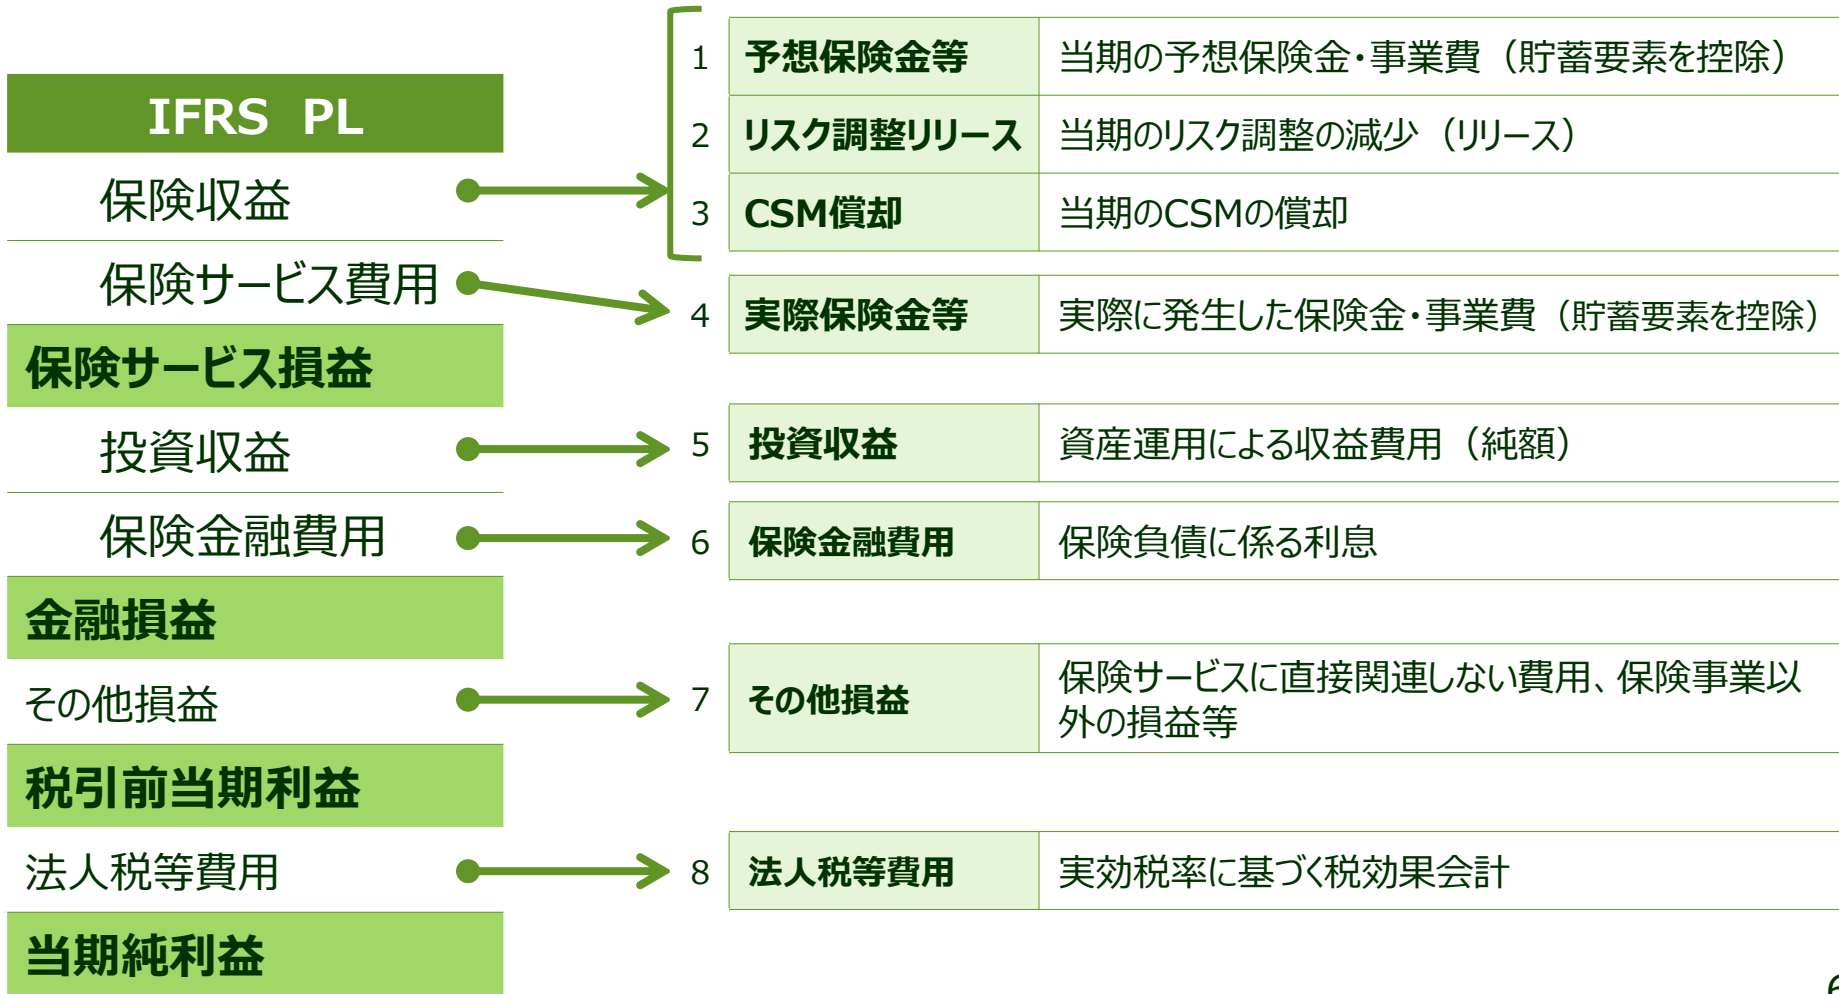 IFRS PL
保険収益
保険サービス費用
保険サービス損益
投資収益
保険金融費用
金融損益
その他損益
税引前当期利益
法人税等費用
当期純利益
1 予想保険金等 当期の予想保険金・事業費（貯蓄要素を控除）
2 リスク調整リリース 当期のリスク調整の減少（リリース）
3 CSM償却 当期のCSMの償却
4 実際保険金等 実際に発生した保険金・事業費（貯蓄要素を控除）
5 投資収益 資産運用による収益費用（純額）
6 保険金融費用 保険負債に係る利息
7 その他損益 保険サービスに直接関連しない費用、保険事業以
外の損益等
8 法人税等費用 実効税率に基づく税効果会計